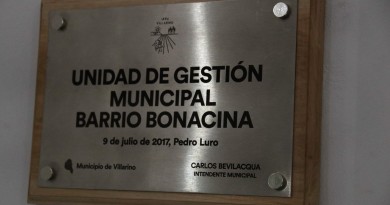 UNIDAD DE GESTIÓN
MUNICIPAL
BARRIO BONACINA
9 de julio de 2017, Pedro Luro
Municipio de Villarino
CARLOS BEVILACQUA
INTENDENTE MUNICIPAL